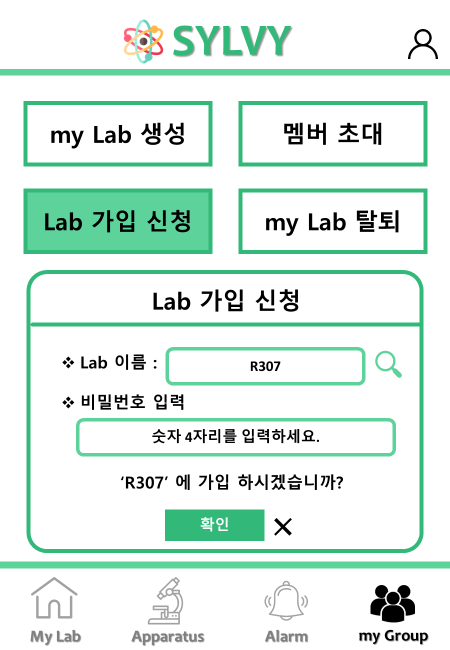 SYLVY
my Lab 생성
멤버 초대
Lab 가입 신청
my Lab 탈퇴
Lab 가입 신청
❖ Lab 이름 :
R307
❖ 비밀번호 입력
숫자 4자리를 입력하세요.
‘R307’ 에 가입 하시겠습니까?
확인
My Lab
Apparatus
Alarm
my Group